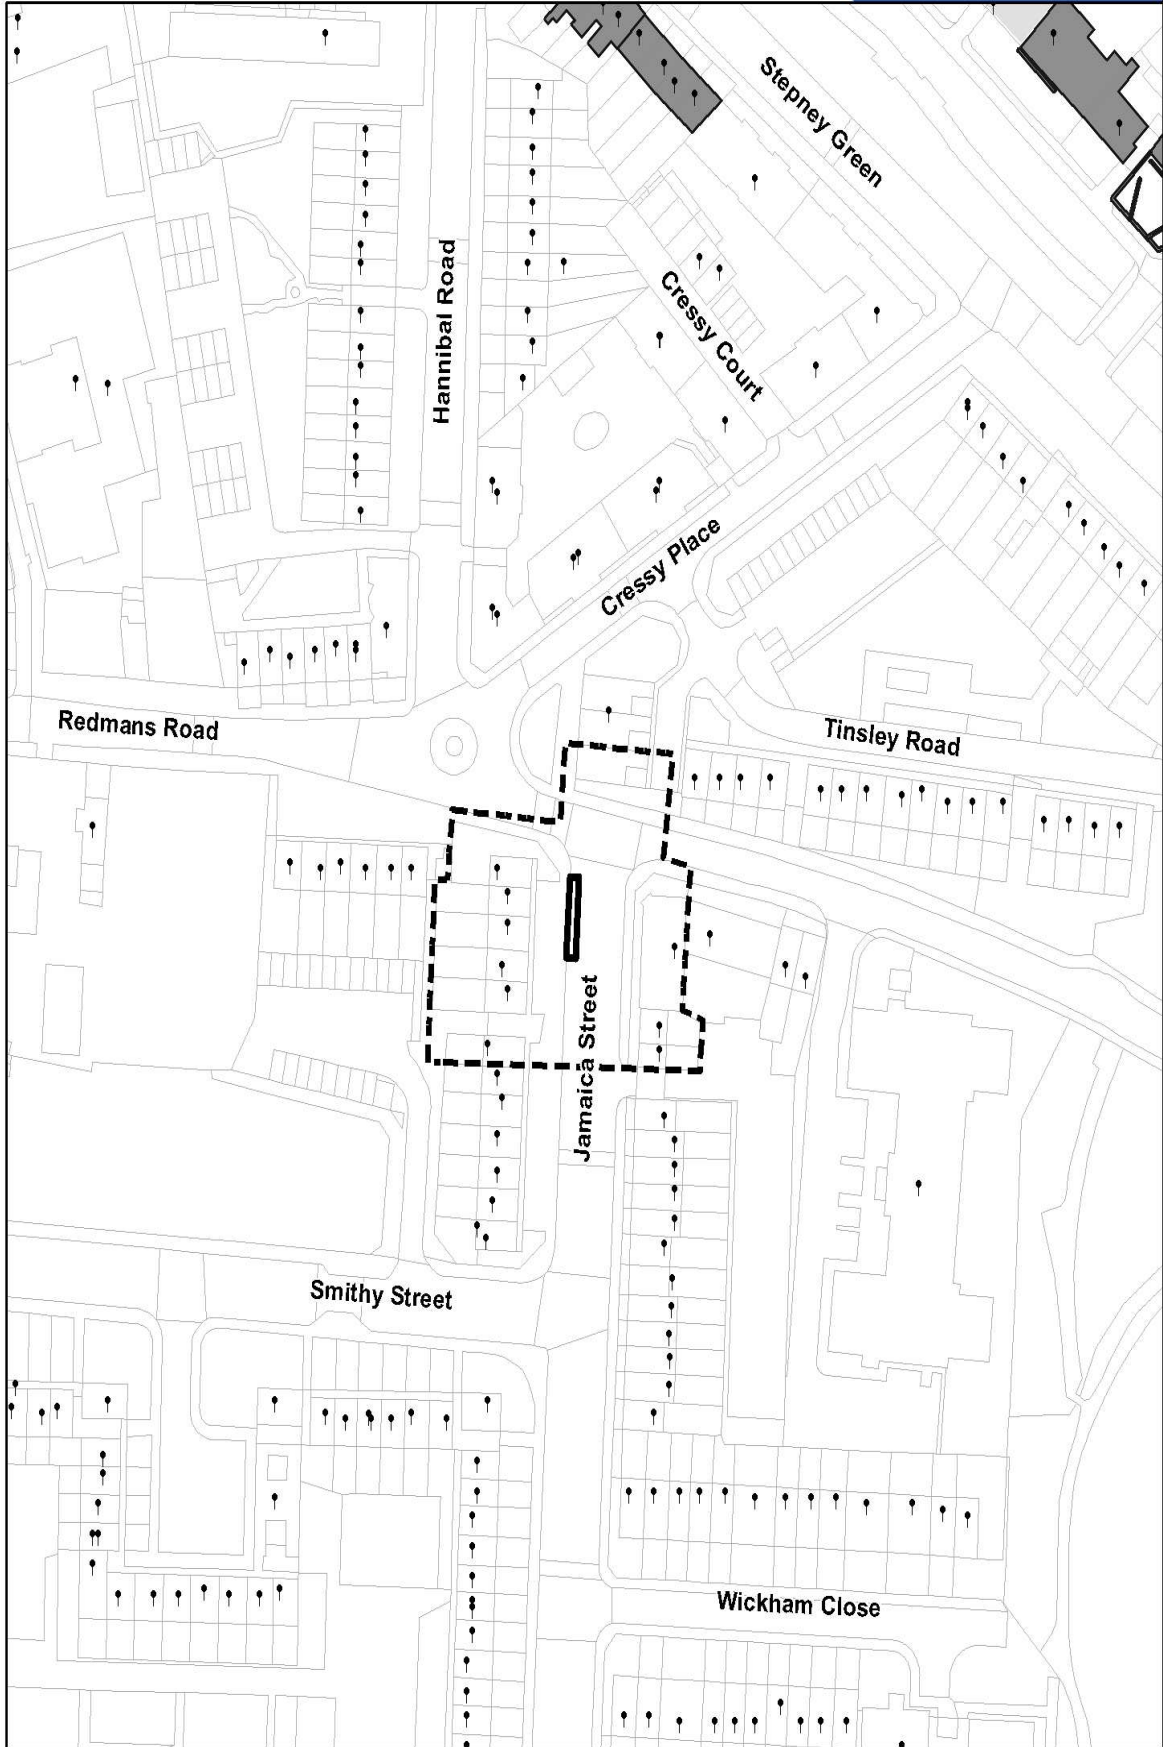 Stepney Green
Hannibal Road
Cressy Court
Cressy Place
Redmans Road
Tinsley Road
Jamaica Street
Smithy Street
Wickham Close